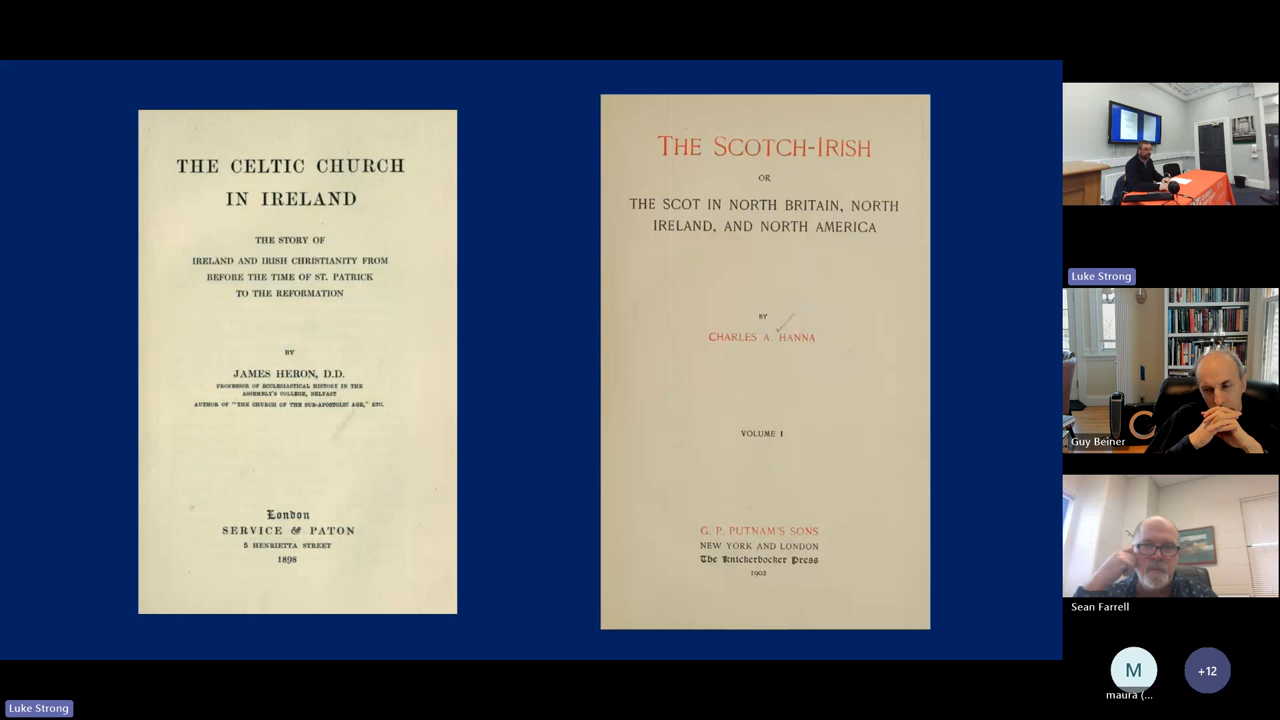 THE CELTIC CHURCH
IN IRELAND
THE STORY OF
IRELAND AND IRISH CHRISTIANITY FROM
BEFORE THE TIME OF ST. PATRICK
TO THE REFORMATION
BY
JAMES HERON, D.D.
PROFESSOR OF ECCLESIASTICAL HISTORY IN THE
ASSEMBLY'S COLLEGE, BELFAST
AUTHOR OF "THE CHURCH OF THE SUB-APOSTOLIC AGE," ETC.
London
SERVICE & PATON
5 HENRIETTA STREET
1898
THE SCOTCH-IRISH
OR
THE SCOT IN NORTH BRITAIN, NORTH
IRELAND, AND NORTH AMERICA
BY
CHARLES A. HANNA
VOLUME I
G. P. PUTNAM'S SONS
NEW YORK AND LONDON
The Knickerbocker Press
1902
Luke Strong
Guy Beiner
Sean Farrell
M
maura (...
+12
Luke Strong